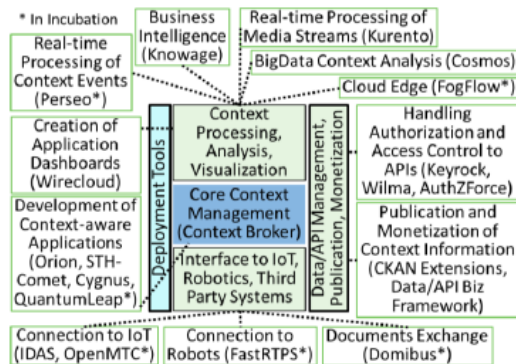 * In Incubation
Business
Intelligence
(Knowage)
Real-time Processing of
Media Streams (Kurento)
Real-time
Processing of
Context Events
(Perseo*)
BigData Context Analysis (Cosmos)
Cloud Edge (FogFlow*)
Creation of
Application
Dashboards
(Wirecloud)
Development of
Context-aware
Applications
(Orion, STH-
Comet, Cygnus,
QuantumLeap*)
Deployment Tools
Context
Processing,
Analysis,
Visualization
Core Context
Management
(Context Broker)
Interface to IoT,
Robotics, Third
Party Systems
Data/API Management,
Publication, Monetization
Handling
Authorization and
Access Control to
APIs (Keyrock,
Wilma, AuthZForce)
Publication and
Monetization of
Context Information
(CKAN Extensions,
Data/API Biz
Framework)
Connection to IoT
(IDAS, OpenMTC*)
Connection to
Robots (FastRTPS*)
Documents Exchange
(Domibus*)